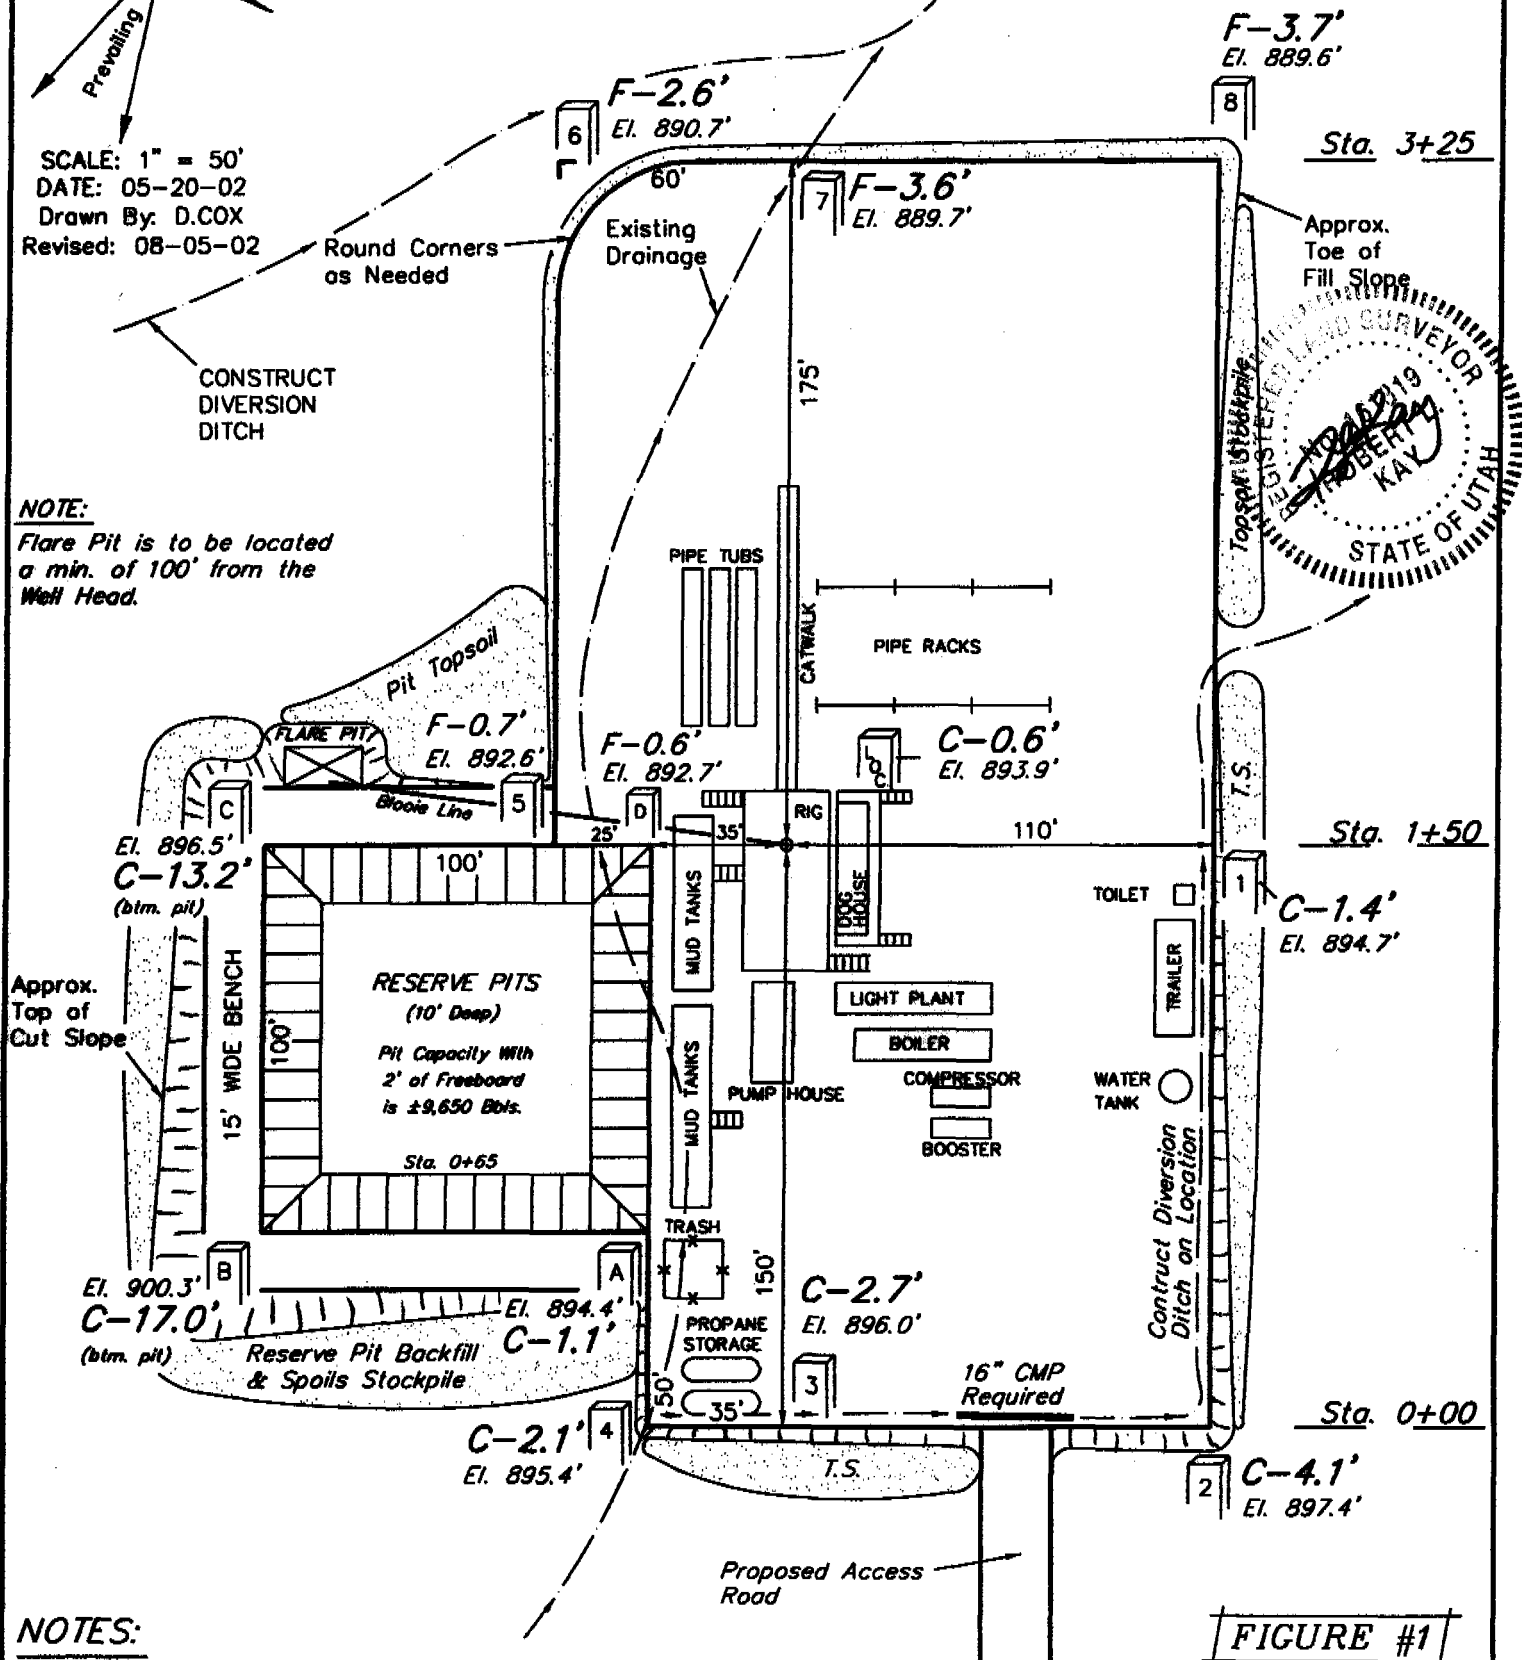 Prevailing
SCALE: 1" = 50'
DATE: 05-20-02
Drawn By: D.COX
Revised: 08-05-02
F-2.6'
El. 890.7'
6
F-3.7'
El. 889.6'
8
Sta. 3+25
60'
7
F-3.6'
El. 889.7'
Round Corners
as Needed
Existing
Drainage
Approx.
Toe of
Fill Slope
CONSTRUCT
DIVERSION
DITCH
175'
Topsoil Stockpile
REGISTERED LAND SURVEYOR
ROBERT L.
KAY
STATE OF UTAH
NOTE:
Flare Pit is to be located
a min. of 100' from the
Well Head.
PIPE TUBS
CATWALK
PIPE RACKS
Pit Topsoil
FLARE PIT
F-0.7'
El. 892.6'
F-0.6'
El. 892.7'
LOC
C-0.6'
El. 893.9'
T.S.
C
Blooie Line
5
D
RIG
El. 896.5'
C-13.2'
(btm. pit)
100'
25'
35'
110'
Sta. 1+50
DOG
HOUSE
MUD TANKS
TOILET
1
C-1.4'
El. 894.7'
Approx.
Top of
Cut Slope
15' WIDE BENCH
100'
RESERVE PITS
(10' Deep)
Pit Capacity With
2' of Freeboard
is ±9,650 Bbls.
Sta. 0+65
TRAILER
LIGHT PLANT
BOILER
MUD TANKS
PUMP HOUSE
COMPRESSOR
BOOSTER
WATER
TANK
Contruct Diversion
Ditch on Location
TRASH
B
El. 900.3'
C-17.0'
(btm. pit)
A
El. 894.4'
C-1.1'
150'
C-2.7'
El. 896.0'
PROPANE
STORAGE
Reserve Pit Backfill
& Spoils Stockpile
50'
35'
3
16" CMP
Required
Sta. 0+00
C-2.1'
El. 895.4'
4
T.S.
2
C-4.1'
El. 897.4'
Proposed Access
Road
NOTES:
FIGURE #1